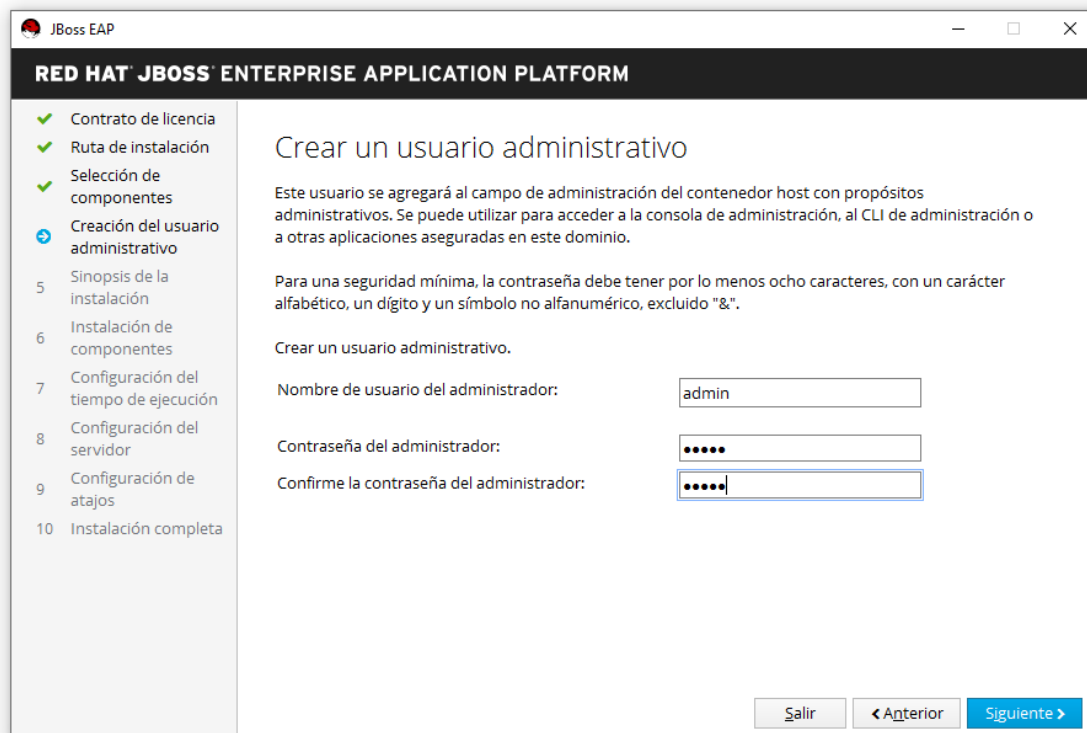 JBoss EAP
RED HAT® JBOSS® ENTERPRISE APPLICATION PLATFORM
Contrato de licencia
Ruta de instalación
Selección de
componentes
Creación del usuario
administrativo
5 Sinopsis de la
instalación
6 Instalación de
componentes
7 Configuración del
tiempo de ejecución
8 Configuración del
servidor
9 Configuración de
atajos
10 Instalación completa
Crear un usuario administrativo
Este usuario se agregará al campo de administración del contenedor host con propósitos
administrativos. Se puede utilizar para acceder a la consola de administración, al CLI de administración o
a otras aplicaciones aseguradas en este dominio.
Para una seguridad mínima, la contraseña debe tener por lo menos ocho caracteres, con un carácter
alfabético, un dígito y un símbolo no alfanumérico, excluido "&".
Crear un usuario administrativo.
Nombre de usuario del administrador: admin
Contraseña del administrador: •••••
Confirme la contraseña del administrador: •••••
Salir Anterior Siguiente